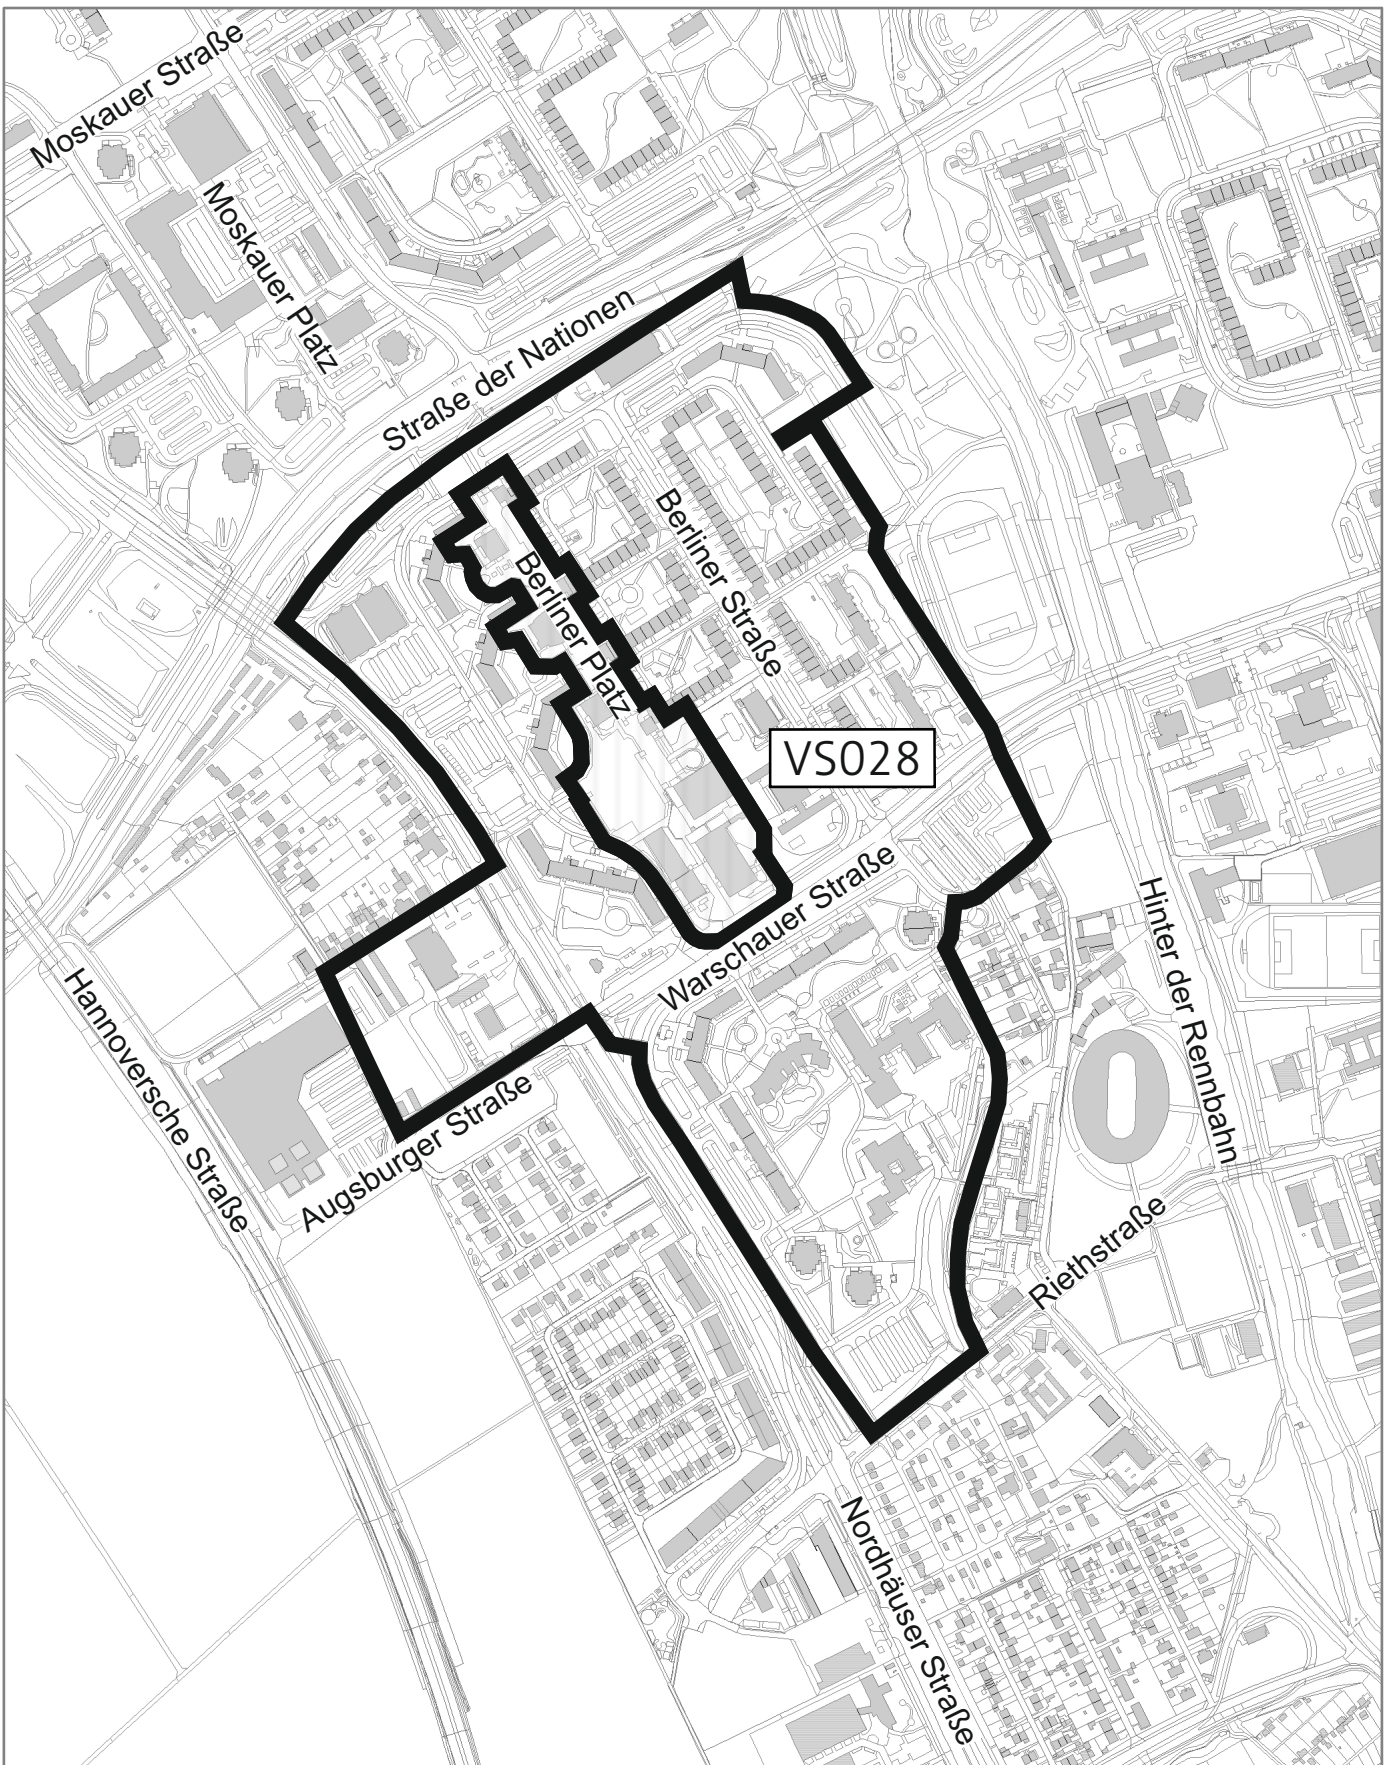 Moskauer Straße
Moskauer Platz
Straße der Nationen
Berliner Straße
Berliner Platz
VS028
Warschauer Straße
Hinter der Rennbahn
Hannoversche Straße
Augsburger Straße
Riethstraße
Nordhäuser Straße